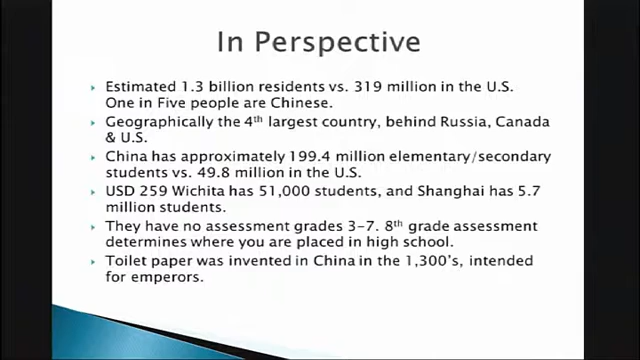 In Perspective
Estimated 1.3 billion residents vs. 319 million in the U.S.
One in Five people are Chinese.
Geographically the 4th largest country, behind Russia, Canada
& U.S.
China has approximately 199.4 million elementary/secondary
students vs. 49.8 million in the U.S.
USD 259 Wichita has 51,000 students, and Shanghai has 5.7
million students.
They have no assessment grades 3-7. 8th grade assessment
determines where you are placed in high school.
Toilet paper was invented in China in the 1,300's, intended
for emperors.